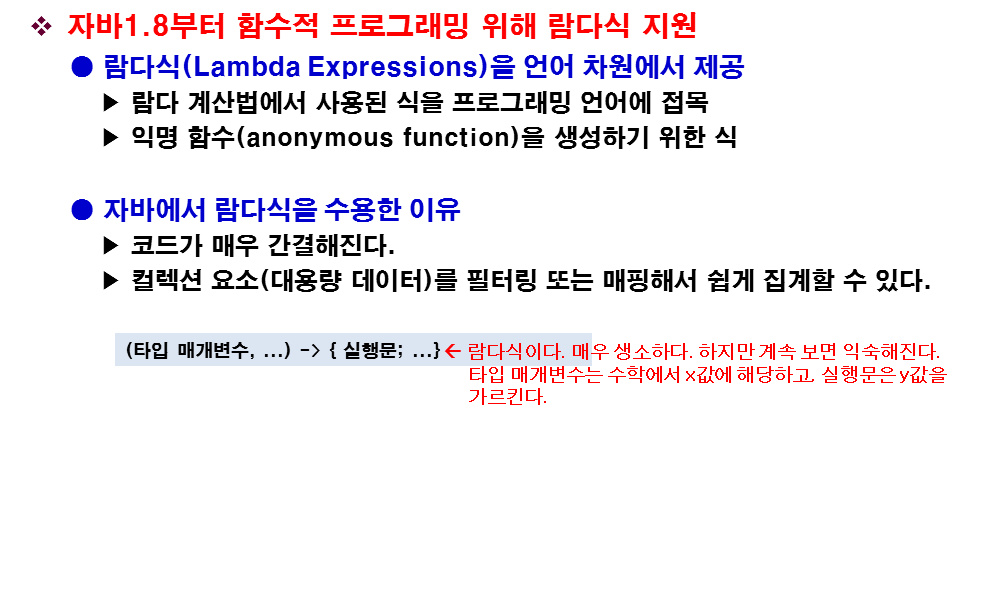 ❖ 자바1.8부터 함수적 프로그래밍 위해 람다식 지원
● 람다식(Lambda Expressions)을 언어 차원에서 제공
▶ 람다 계산법에서 사용된 식을 프로그래밍 언어에 접목
▶ 익명 함수(anonymous function)을 생성하기 위한 식
● 자바에서 람다식을 수용한 이유
▶ 코드가 매우 간결해진다.
▶ 컬렉션 요소(대용량 데이터)를 필터링 또는 매핑해서 쉽게 집계할 수 있다.
(타입 매개변수, ...) -> { 실행문; ...} ← 람다식이다. 매우 생소하다. 하지만 계속 보면 익숙해진다.
타입 매개변수는 수학에서 x값에 해당하고, 실행문은 y값을
가르킨다.